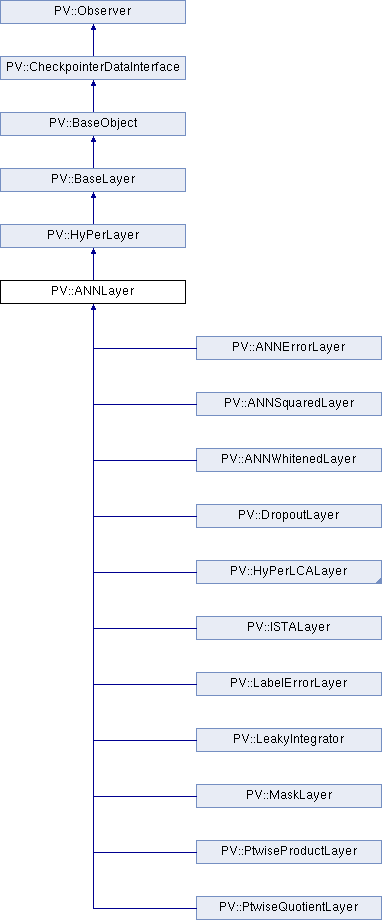 PV::Observer
PV::CheckpointerDataInterface
PV::BaseObject
PV::BaseLayer
PV::HyPerLayer
PV::ANNLayer
PV::ANNErrorLayer
PV::ANNSquaredLayer
PV::ANNWhitenedLayer
PV::DropoutLayer
PV::HyPerLCALayer
PV::ISTALayer
PV::LabelErrorLayer
PV::LeakyIntegrator
PV::MaskLayer
PV::PtwiseProductLayer
PV::PtwiseQuotientLayer